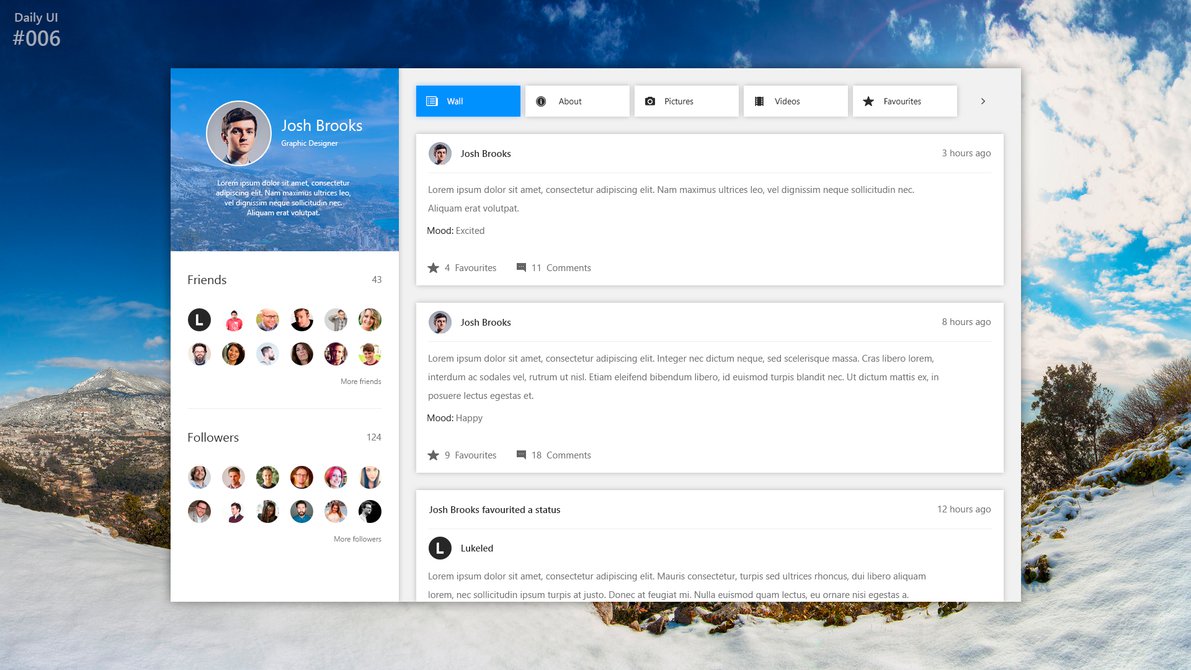 Daily UI
#006
Josh Brooks
Graphic Designer
Lorem ipsum dolor sit amet, consectetur
adipiscing elit. Nam maximus ultrices leo,
vel dignissim neque sollicitudin nec.
Aliquam erat volutpat.
Friends 43
L
More friends
Followers 124
More followers
Wall About Pictures Videos Favourites
Josh Brooks 3 hours ago
Lorem ipsum dolor sit amet, consectetur adipiscing elit. Nam maximus ultrices leo, vel dignissim neque sollicitudin nec.
Aliquam erat volutpat.
Mood: Excited
4 Favourites 11 Comments
Josh Brooks 8 hours ago
Lorem ipsum dolor sit amet, consectetur adipiscing elit. Integer nec dictum neque, sed scelerisque massa. Cras libero lorem,
interdum ac sodales vel, rutrum ut nisl. Etiam eleifend bibendum libero, id euismod turpis blandit nec. Ut dictum mattis ex, in
posuere lectus egestas et.
Mood: Happy
9 Favourites 18 Comments
Josh Brooks favourited a status 12 hours ago
L Lukeled
Lorem ipsum dolor sit amet, consectetur adipiscing elit. Mauris consectetur, turpis sed ultrices rhoncus, dui libero aliquam
lorem, nec sollicitudin ipsum turpis at justo. Donec at feugiat mi. Nulla euismod quam lectus, eu ornare nisi egestas a.